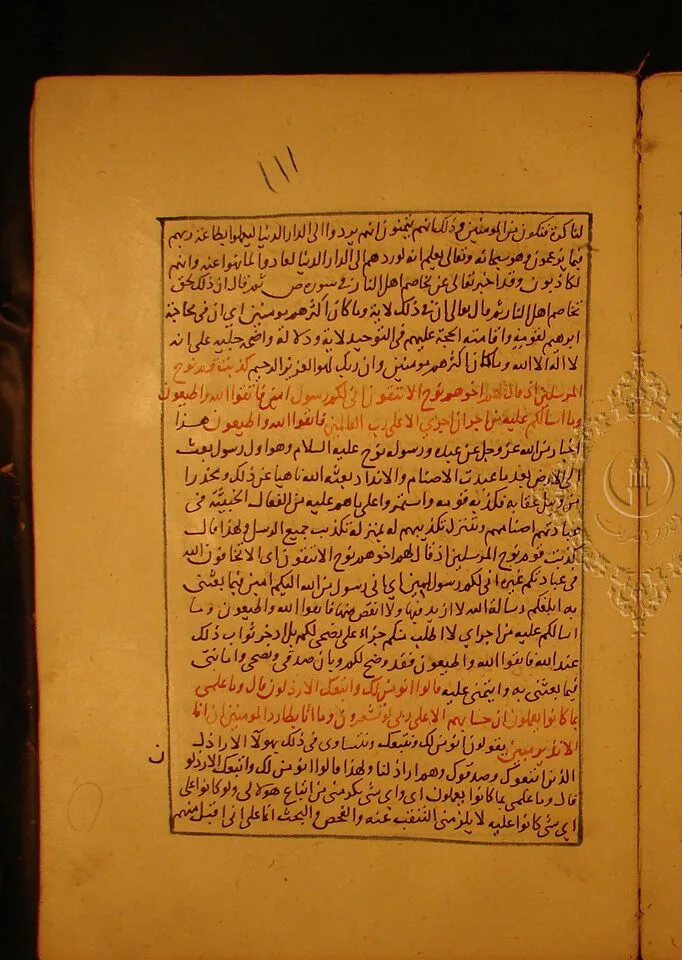 ١١١
لنا كرة فنكون من المؤمنين وذلك انهم يتمنون انهم يردوا الى الدار الدنيا ليعملوا بطاعة ربهم
فيما يزعمون وهو سبحانه وتعالى يعلم انه لو ردهم الى الدار الدنيا لعادوا لما نهوا عنه وانهم
لكاذبون وقد اخبر تعالى عن تخاصم اهل النار في سورة ص ثم قال ان ذلك لحق
تخاصم اهل النار ثم قال تعالى ان في ذلك لاية وما كان اكثرهم مؤمنين اي ان في محاجة
ابرهيم لقومه واقامته الحجة عليهم في التوحيد لاية ودلالة واضحة جلية على انه
لا اله الا الله وما كان اكثرهم مؤمنين وان ربك لهو العزيز الرحيم كذبت قوم نوح
المرسلين اذ قال لهم اخوهم نوح الا تتقون اني لكم رسول امين فاتقوا الله واطيعون
وما اسالكم عليه من اجر ان اجري الا على رب العالمين فاتقوا الله واطيعون هذا
اخبار من الله عز وجل عن عبده ورسوله نوح عليه السلام وهو اول رسول بعث
الى الارض بعد ما عبدت الاصنام والانداد بعثه الله ناهيا عن ذلك ومحذرا
من وبيل عقابه فكذبه قومه واستمروا على ما هم عليه من الفعال الخبيثة في
عبادتهم اصنامهم وتنزل تكذيبهم له بمنزلة تكذيب جميع الرسل ولهذا قال
كذبت قوم نوح المرسلين اذ قال لهم اخوهم نوح الا تتقون اي الا تخافون الله
في عبادتكم غيره اني لكم رسول امين اي اني رسول من الله اليكم امين فيما بعثني
به ابلغكم رسالة الله لا ازيد فيها ولا انقص منها فاتقوا الله واطيعون وما
اسالكم عليه من اجر اي لا اطلب منكم جزاء على نصحي لكم بل ادخر ثواب ذلك
عند الله فاتقوا الله واطيعون فقد وضح لكم وبان صدقي ونصحي وامانتي
فيما بعثني به وايتمنني عليه قالوا انؤمن لك واتبعك الارذلون قال وما علمي
بما كانوا يعملون ان حسابهم الا على ربي لو تشعرون وما انا بطارد المؤمنين ان انا
الا نذير مبين يقولون انؤمن لك ونتبعك ونتساوى في ذلك بهولا الاراذل
الذين اتبعوك وصدقوك وهم اراذلنا ولهذا قالوا انؤمن لك واتبعك الارذلون
قال وما علمي بما كانوا يعملون اي واي شي يلزمني من اتباع هولا لي ولو كانوا على
اي شي كانوا عليه لا يلزمني التنقيب عنه والفحص والبحث انما علي ان اقبل منهم